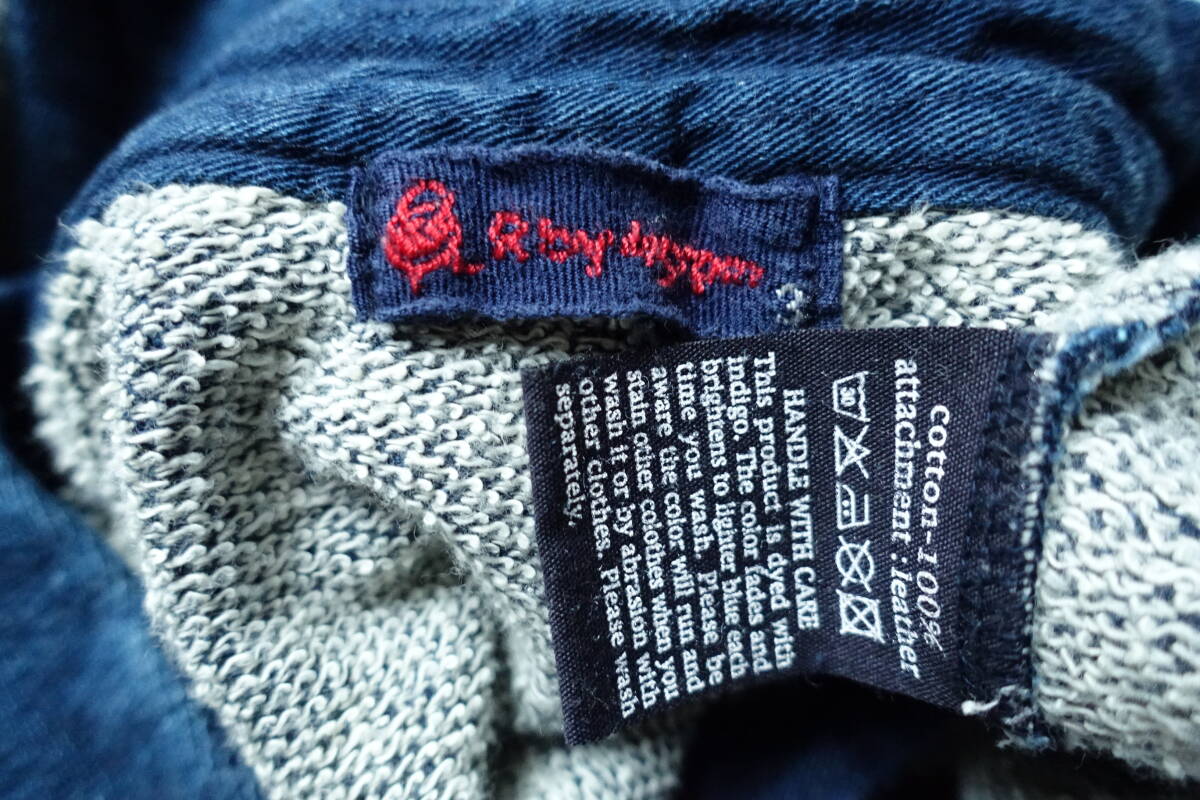 R by
cotton-100%
attachment : leather
HANDLE WITH CARE
This product is dyed with
indigo. The color fades and
brightens to lighter blue each
time you wash. Please be
aware the color will run and
stain other colothes when you
wash it or by abrasion with
other clothes. Please wash
separately.